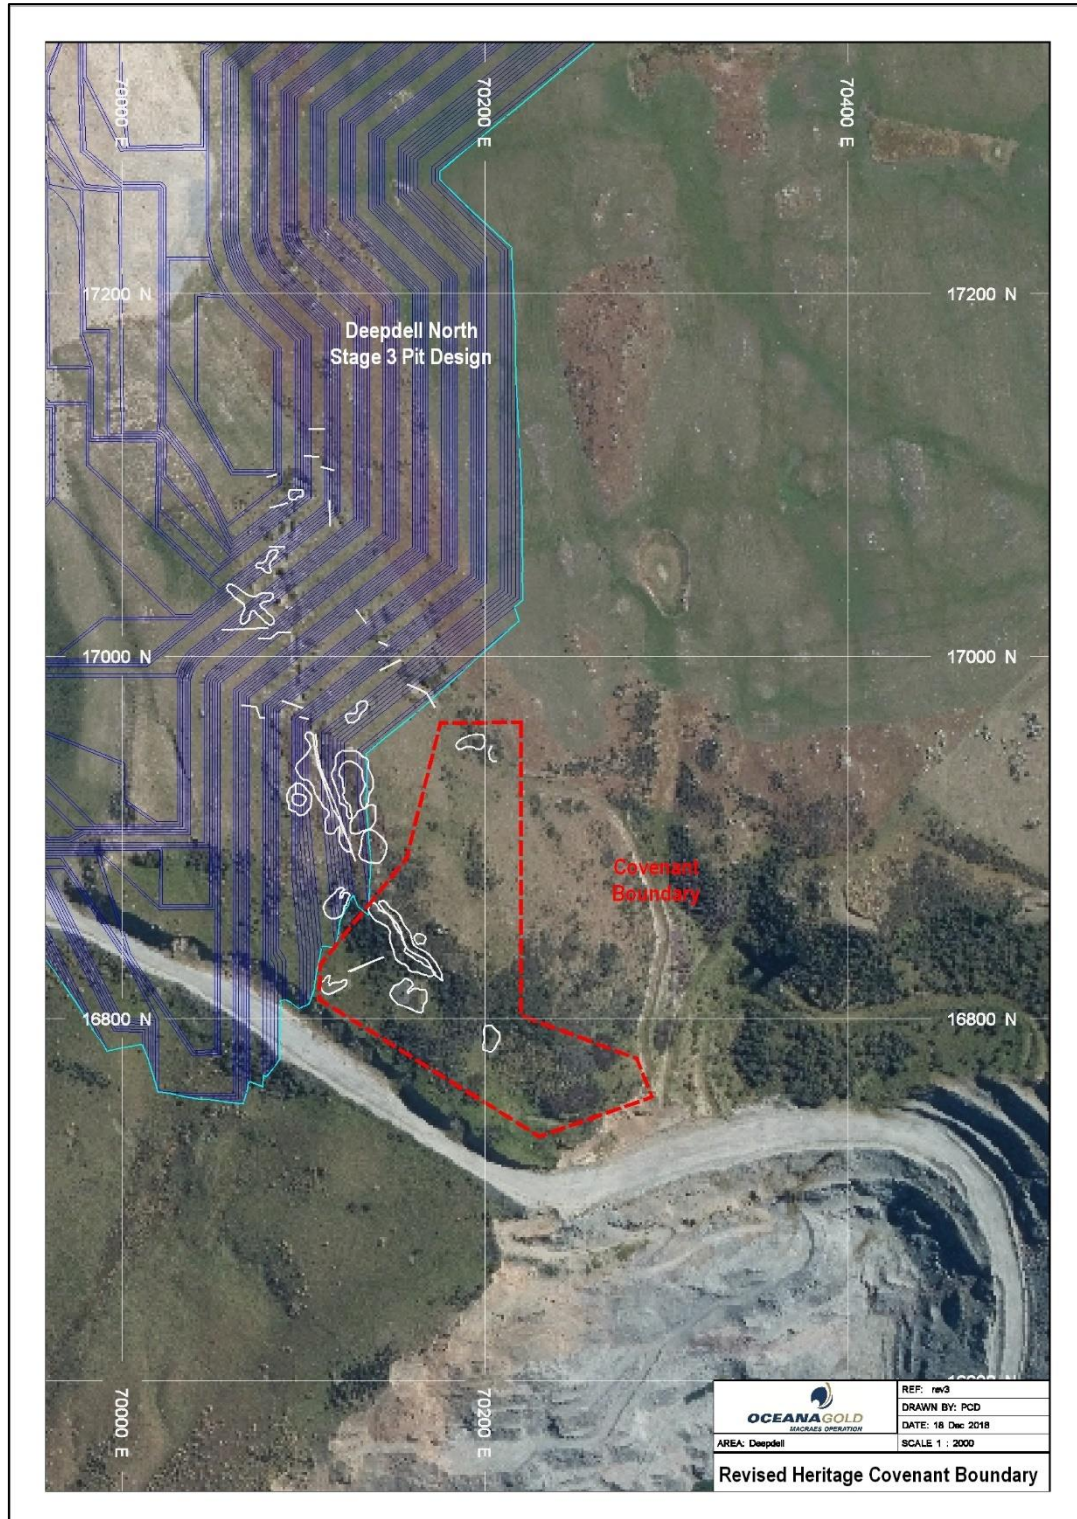 70000 E
70200 E
70400 E
17200 N
17200 N
Deepdell North
Stage 3 Pit Design
17000 N
17000 N
Covenant
Boundary
16800 N
16800 N
70000 E
70200 E
OCEANAGOLD
MACRAES OPERATION
AREA: Deepdell
REF: rev3
DRAWN BY: PCD
DATE: 18 Dec 2018
SCALE 1 : 2000
Revised Heritage Covenant Boundary